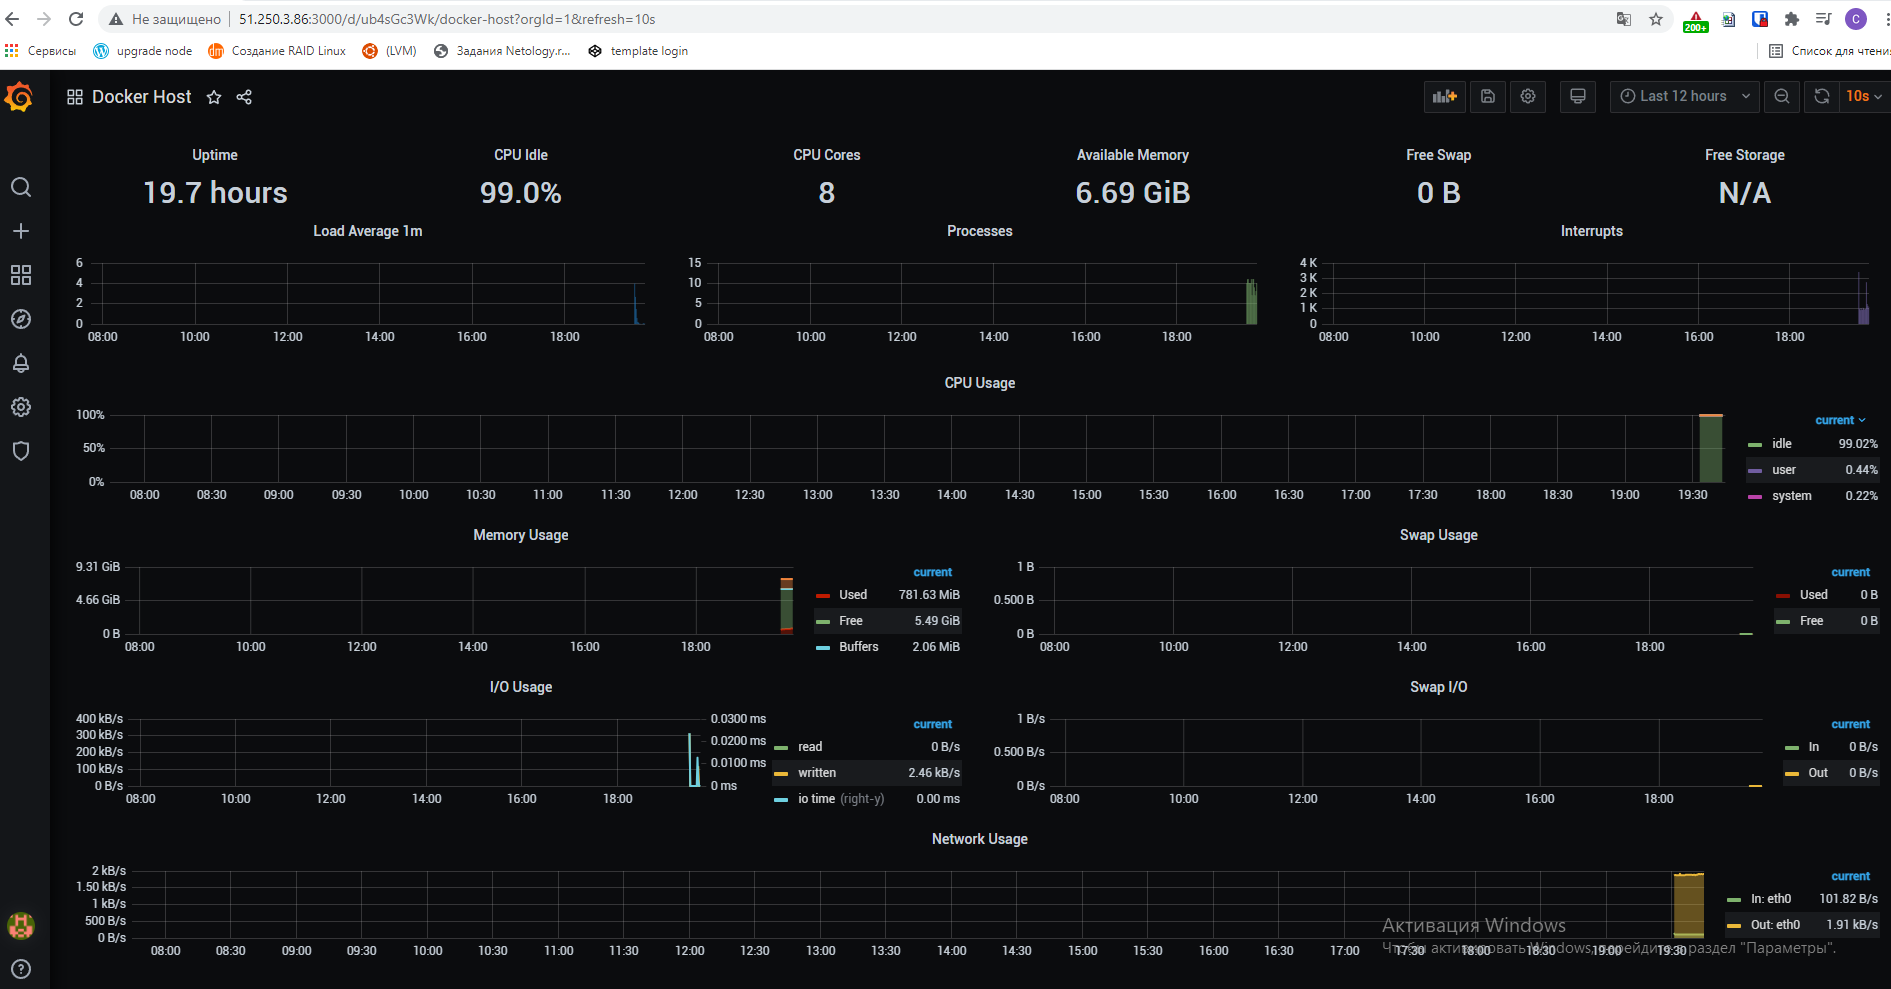 Не защищено 51.250.3.86:3000/d/ub4sGc3Wk/docker-host?orgId=1&refresh=10s 200+ C
Сервисы upgrade node Создание RAID Linux (LVM) Задания Netology.r... template login Список для чтени
Docker Host Last 12 hours 10s
Uptime CPU Idle CPU Cores Available Memory Free Swap Free Storage
19.7 hours 99.0% 8 6.69 GiB 0 B N/A
Load Average 1m
6
4
2
0
08:00 10:00 12:00 14:00 16:00 18:00
Processes
15
10
5
0
08:00 10:00 12:00 14:00 16:00 18:00
Interrupts
4 K
3 K
2 K
1 K
0
08:00 10:00 12:00 14:00 16:00 18:00
CPU Usage
100%
50%
0%
08:00 08:30 09:00 09:30 10:00 10:30 11:00 11:30 12:00 12:30 13:00 13:30 14:00 14:30 15:00 15:30 16:00 16:30 17:00 17:30 18:00 18:30 19:00 19:30
current
idle 99.02%
user 0.44%
system 0.22%
Memory Usage
9.31 GiB
4.66 GiB
0 B
08:00 10:00 12:00 14:00 16:00 18:00
current
Used 781.63 MiB
Free 5.49 GiB
Buffers 2.06 MiB
Swap Usage
1 B
0.500 B
0 B
08:00 10:00 12:00 14:00 16:00 18:00
current
Used 0 B
Free 0 B
I/O Usage
400 kB/s
300 kB/s
200 kB/s
100 kB/s
0 B/s
0.0300 ms
0.0200 ms
0.0100 ms
0 ms
08:00 10:00 12:00 14:00 16:00 18:00
current
read 0 B/s
written 2.46 kB/s
io time (right-y) 0.00 ms
Swap I/O
1 B/s
0.500 B/s
0 B/s
08:00 10:00 12:00 14:00 16:00 18:00
current
In 0 B/s
Out 0 B/s
Network Usage
2 kB/s
1.50 kB/s
1 kB/s
500 B/s
0 B/s
08:00 08:30 09:00 09:30 10:00 10:30 11:00 11:30 12:00 12:30 13:00 13:30 14:00 14:30 15:00 15:30 16:00 16:30 17:00 17:30 18:00 18:30 19:00 19:30
current
In: eth0 101.82 B/s
Out: eth0 1.91 kB/s
Активация Windows
Чтобы активировать Windows, перейдите в раздел "Параметры".